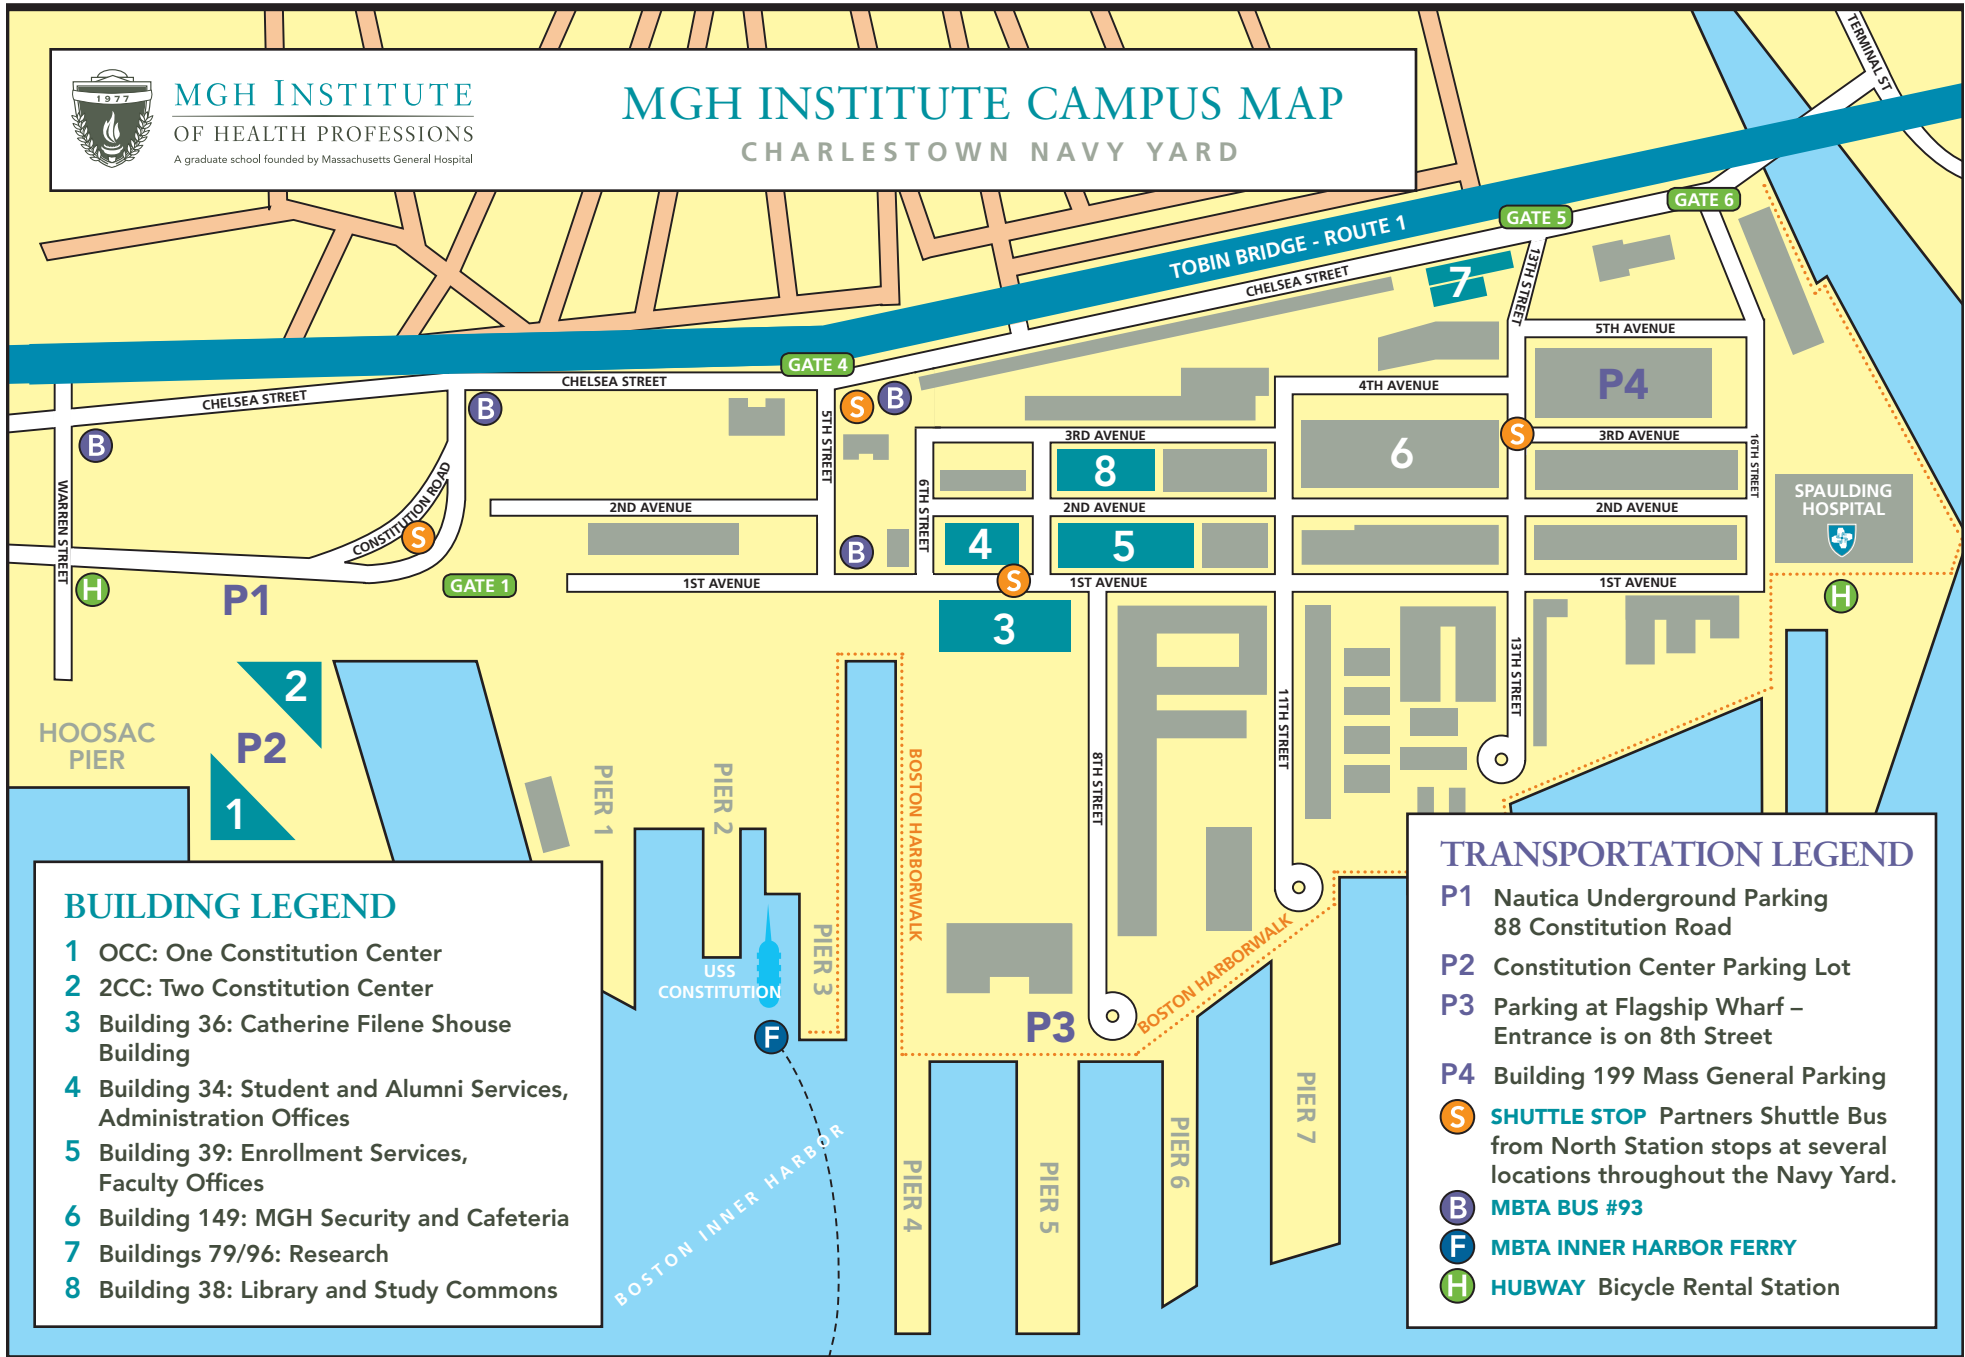 1977
MGH INSTITUTE
OF HEALTH PROFESSIONS
A graduate school founded by Massachusetts General Hospital
MGH INSTITUTE CAMPUS MAP
CHARLESTOWN NAVY YARD
TERMINAL ST
GATE 6
GATE 5
TOBIN BRIDGE - ROUTE 1
CHELSEA STREET
7
13TH STREET
5TH AVENUE
GATE 4
CHELSEA STREET
CHELSEA STREET
4TH AVENUE
P4
B
S
B
B
5TH STREET
3RD AVENUE
S
3RD AVENUE
16TH STREET
6
8
WARREN STREET
CONSTITUTION ROAD
S
2ND AVENUE
6TH STREET
2ND AVENUE
2ND AVENUE
SPAULDING
HOSPITAL
B
4
5
H
P1
GATE 1
1ST AVENUE
S
1ST AVENUE
1ST AVENUE
H
3
2
HOOSAC
PIER
P2
1
PIER 1
PIER 2
PIER 3
BOSTON HARBORWALK
8TH STREET
11TH STREET
13TH STREET
USS
CONSTITUTION
F
P3
BOSTON HARBORWALK
BOSTON INNER HARBOR
PIER 4
PIER 5
PIER 6
PIER 7
BUILDING LEGEND
1 OCC: One Constitution Center
2 2CC: Two Constitution Center
3 Building 36: Catherine Filene Shouse
Building
4 Building 34: Student and Alumni Services,
Administration Offices
5 Building 39: Enrollment Services,
Faculty Offices
6 Building 149: MGH Security and Cafeteria
7 Buildings 79/96: Research
8 Building 38: Library and Study Commons
TRANSPORTATION LEGEND
P1 Nautica Underground Parking
88 Constitution Road
P2 Constitution Center Parking Lot
P3 Parking at Flagship Wharf –
Entrance is on 8th Street
P4 Building 199 Mass General Parking
S SHUTTLE STOP Partners Shuttle Bus
from North Station stops at several
locations throughout the Navy Yard.
B MBTA BUS #93
F MBTA INNER HARBOR FERRY
H HUBWAY Bicycle Rental Station